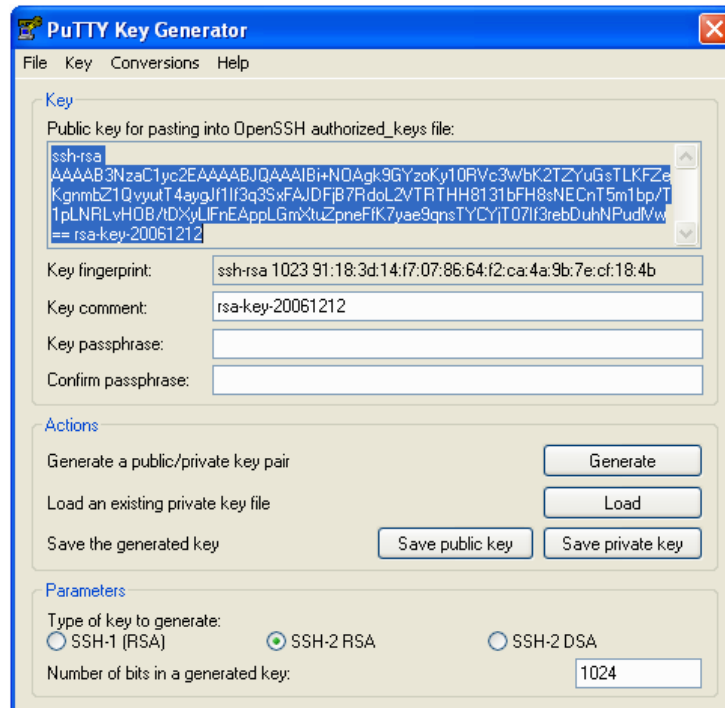 PuTTY Key Generator
File Key Conversions Help
Key
Public key for pasting into OpenSSH authorized_keys file:
ssh-rsa
AAAAB3NzaC1yc2EAAAABJQAAAIBi+NOAgk9GYzoKy10RVc3WbK2TZYuGsTLKFZe
KgnmbZ1QvyutT4aygJf1If3q3SxFAJDFjB7RdoL2VTRTHH8131bFH8sNECnT5m1bp/T
1pLNRLvHOB/tDXyLlFnEAppLGmXtuZpneFfK7yae9qnsTYCYjT07lf3rebDuhNPudlVw
== rsa-key-20061212
Key fingerprint: ssh-rsa 1023 91:18:3d:14:f7:07:86:64:f2:ca:4a:9b:7e:cf:18:4b
Key comment: rsa-key-20061212
Key passphrase:
Confirm passphrase:
Actions
Generate a public/private key pair Generate
Load an existing private key file Load
Save the generated key Save public key Save private key
Parameters
Type of key to generate:
SSH-1 (RSA) SSH-2 RSA SSH-2 DSA
Number of bits in a generated key: 1024